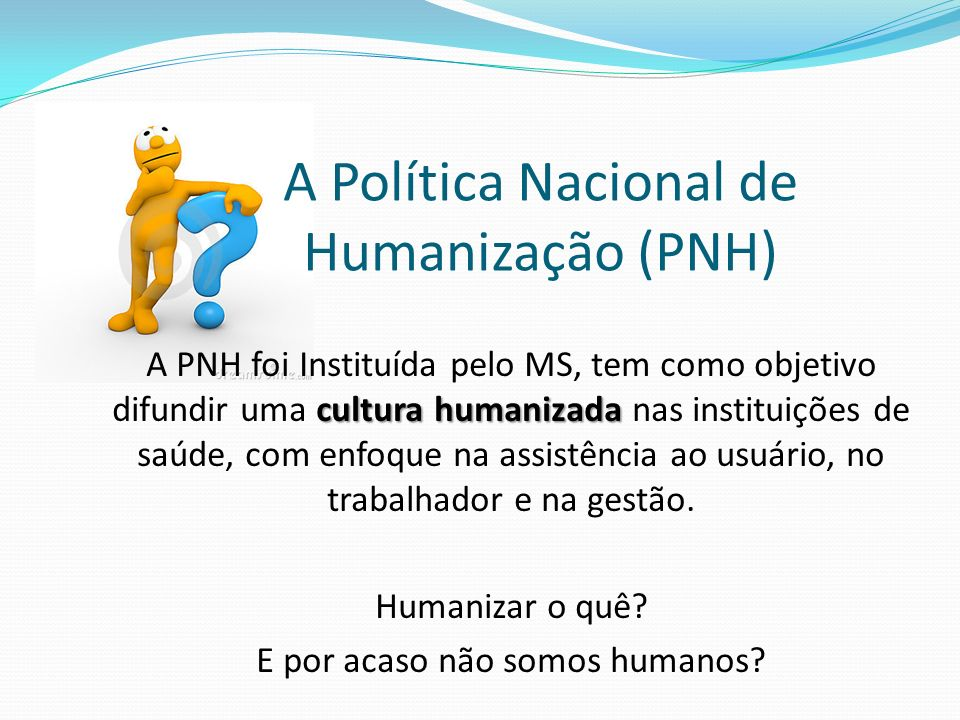 A Política Nacional de
Humanização (PNH)
A PNH foi Instituída pelo MS, tem como objetivo
difundir uma cultura humanizada nas instituições de
saúde, com enfoque na assistência ao usuário, no
trabalhador e na gestão.
Humanizar o quê?
E por acaso não somos humanos?